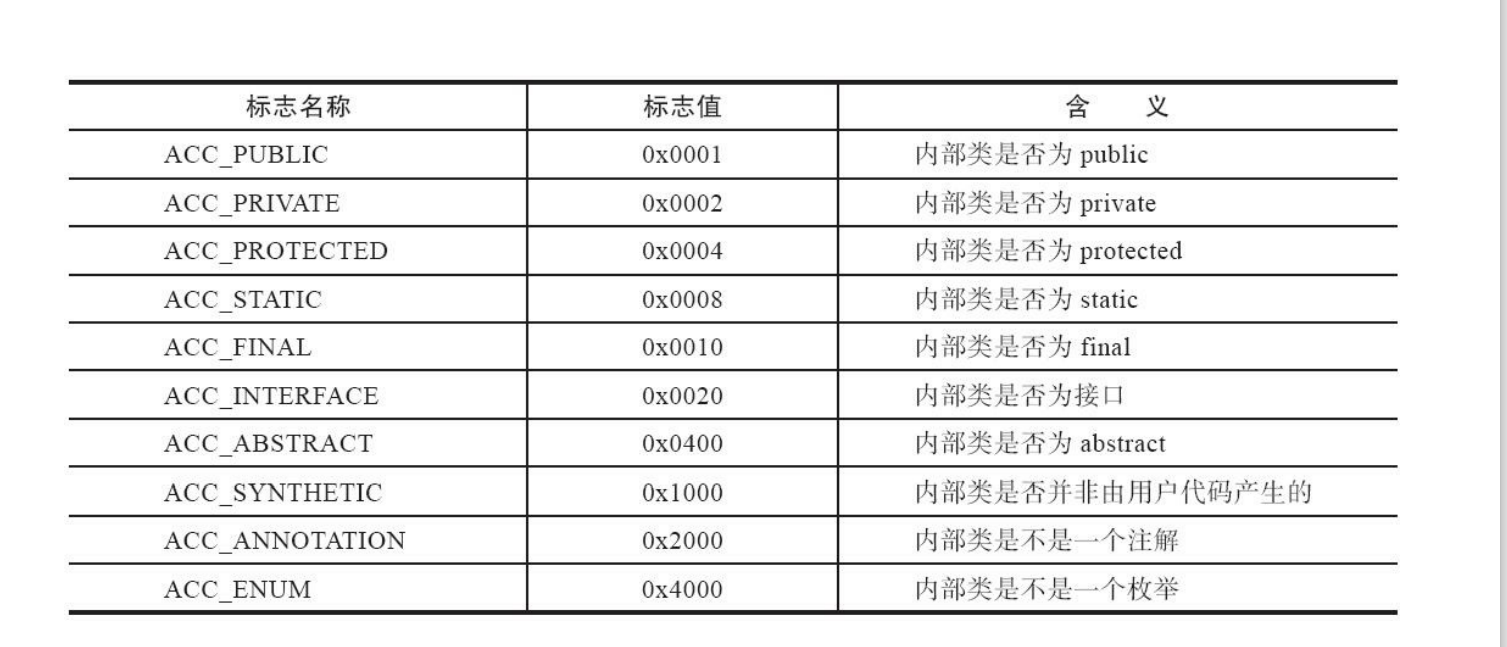 标志名称 标志值 含 义
ACC_PUBLIC 0x0001 内部类是否为 public
ACC_PRIVATE 0x0002 内部类是否为 private
ACC_PROTECTED 0x0004 内部类是否为 protected
ACC_STATIC 0x0008 内部类是否为 static
ACC_FINAL 0x0010 内部类是否为 final
ACC_INTERFACE 0x0020 内部类是否为接口
ACC_ABSTRACT 0x0400 内部类是否为 abstract
ACC_SYNTHETIC 0x1000 内部类是否并非由用户代码产生的
ACC_ANNOTATION 0x2000 内部类是不是一个注解
ACC_ENUM 0x4000 内部类是不是一个枚举